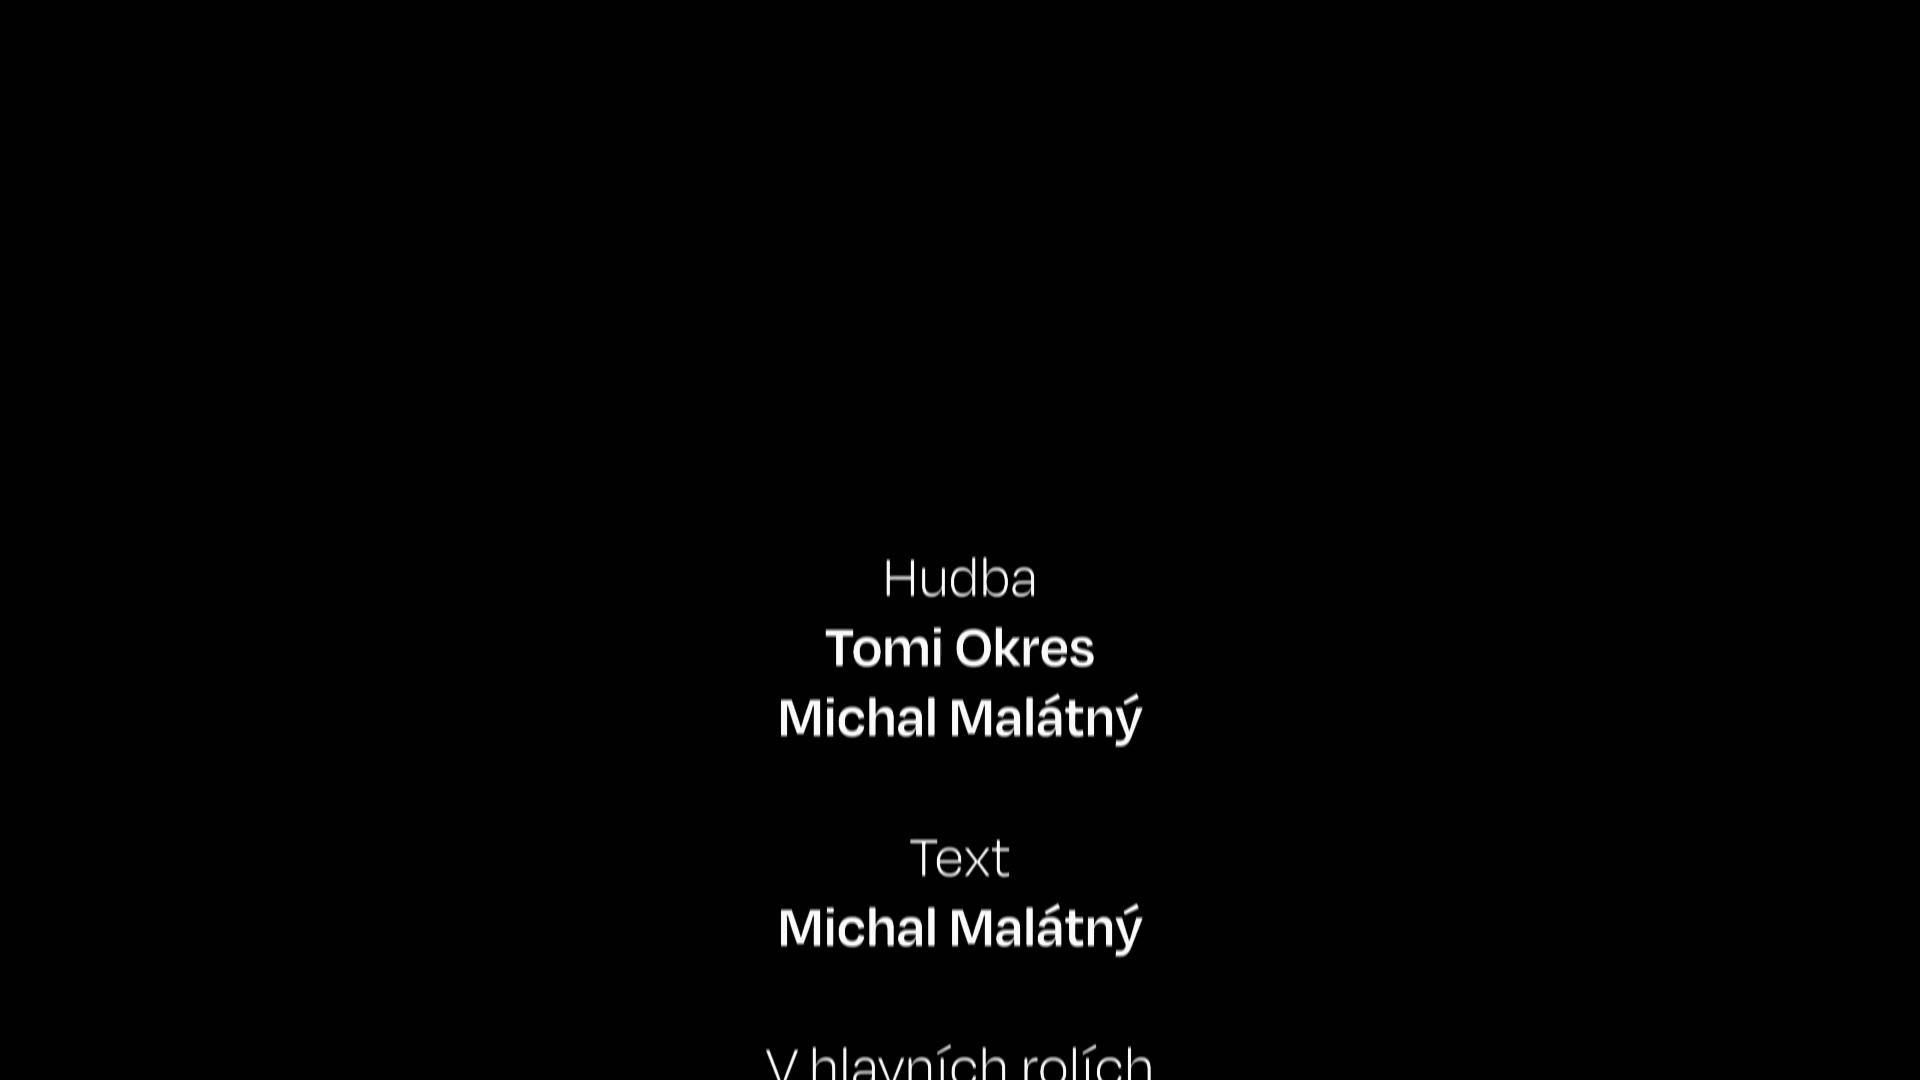 Hudba
Tomi Okres
Michal Malátný
Text
Michal Malátný
V hlavních rolích